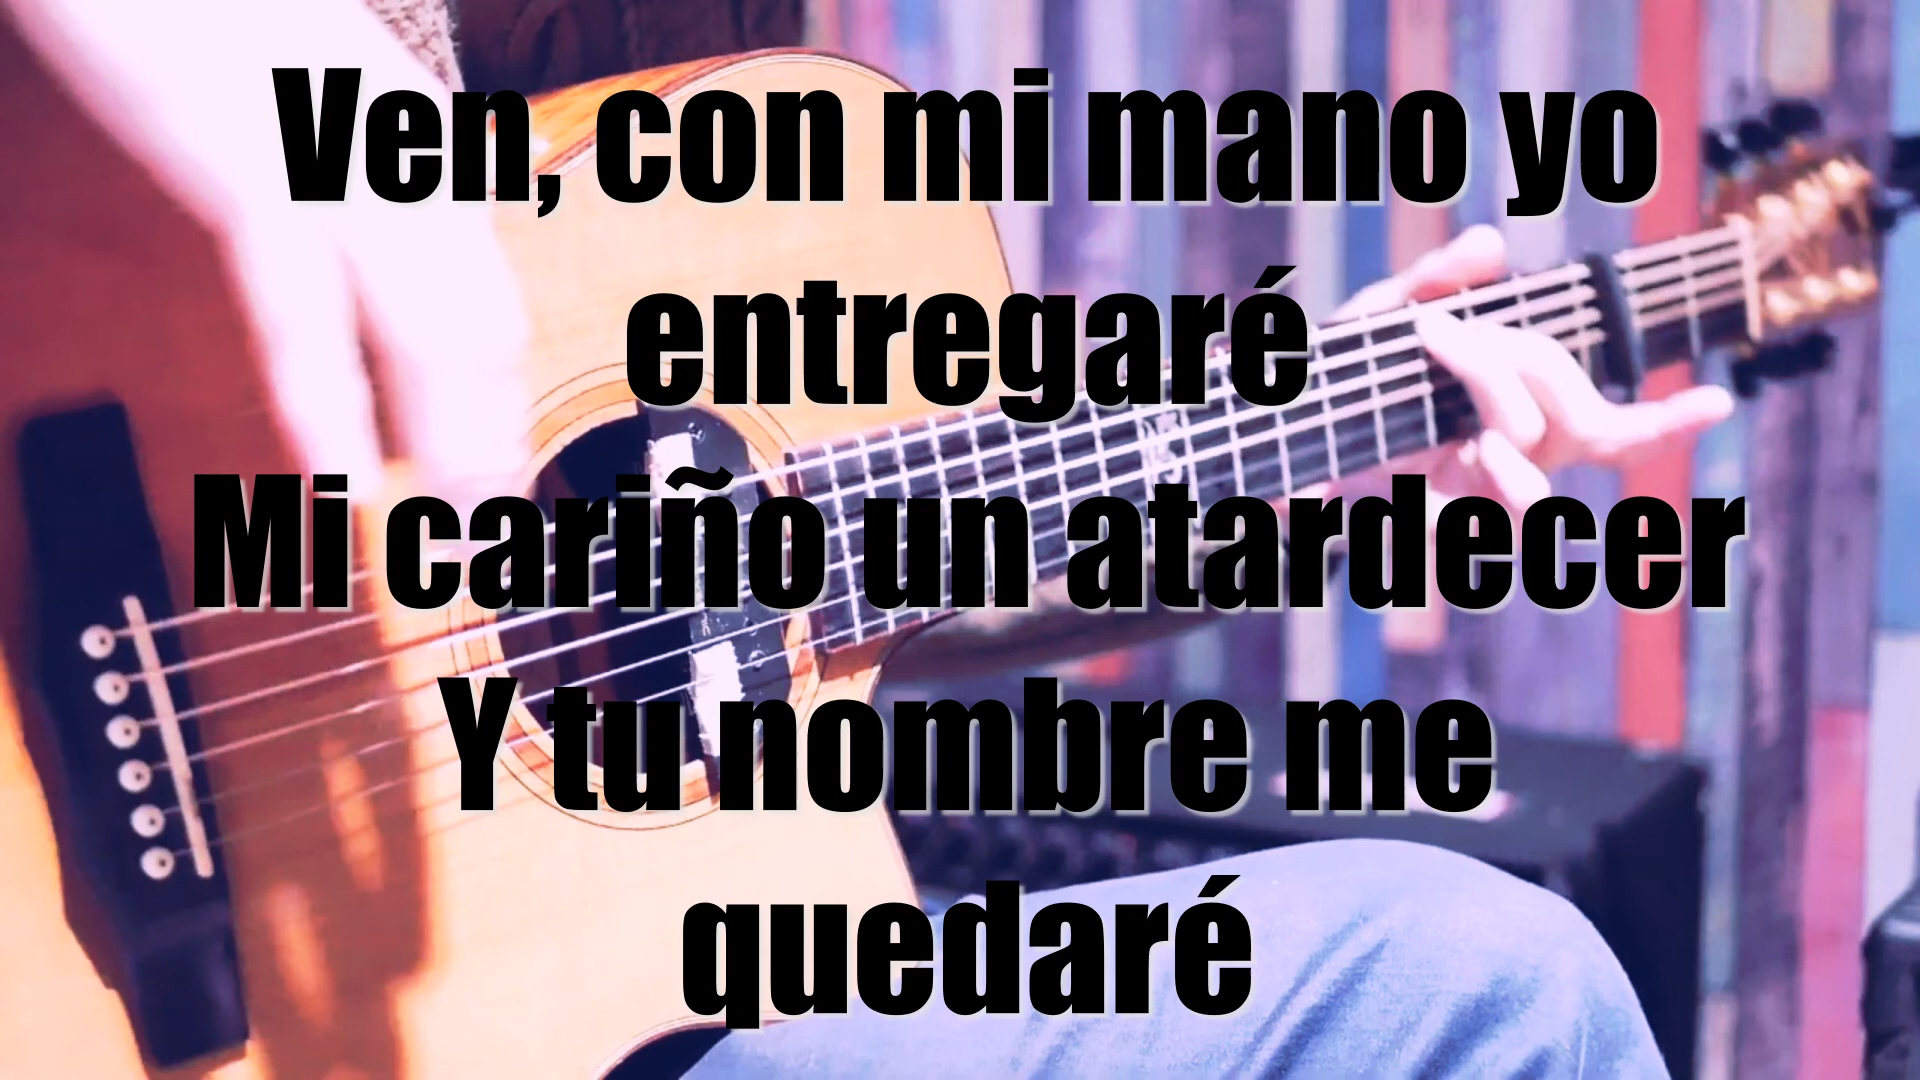 Ven, con mi mano yo
entregaré
Mi cariño un atardecer
Y tu nombre me
quedaré